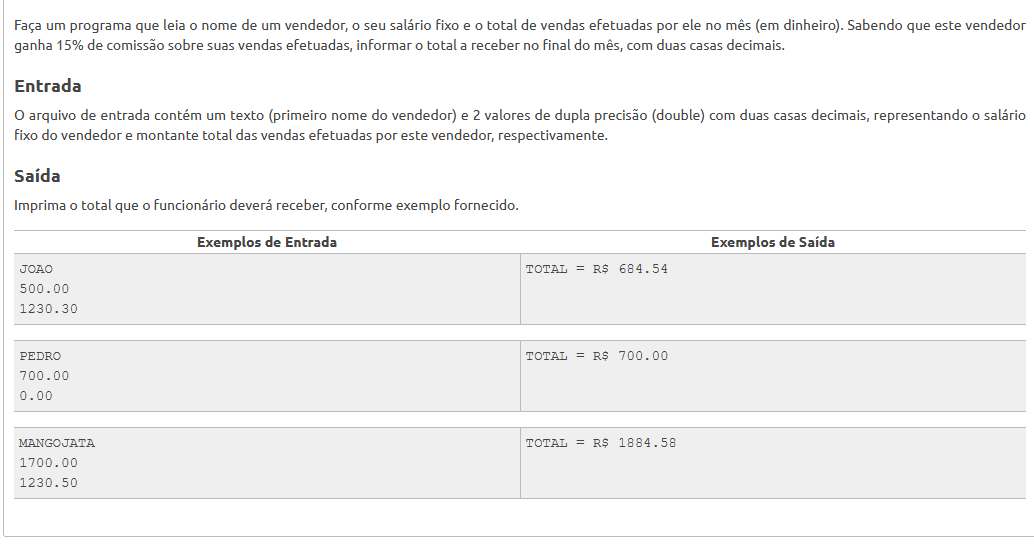 Faça um programa que leia o nome de um vendedor, o seu salário fixo e o total de vendas efetuadas por ele no mês (em dinheiro). Sabendo que este vendedor
ganha 15% de comissão sobre suas vendas efetuadas, informar o total a receber no final do mês, com duas casas decimais.
Entrada
O arquivo de entrada contém um texto (primeiro nome do vendedor) e 2 valores de dupla precisão (double) com duas casas decimais, representando o salário
fixo do vendedor e montante total das vendas efetuadas por este vendedor, respectivamente.
Saída
Imprima o total que o funcionário deverá receber, conforme exemplo fornecido.
Exemplos de Entrada Exemplos de Saída
JOAO TOTAL = R$ 684.54
500.00
1230.30
PEDRO TOTAL = R$ 700.00
700.00
0.00
MANGOJATA TOTAL = R$ 1884.58
1700.00
1230.50